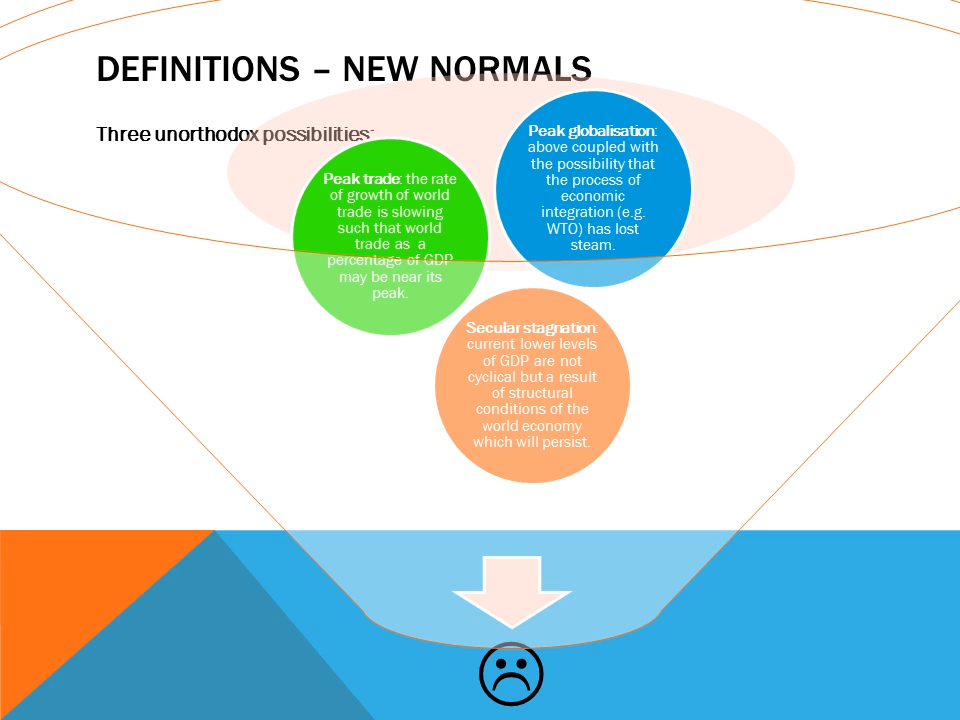 DEFINITIONS – NEW NORMALS
Three unorthodox possibilities:
Peak trade: the rate
of growth of world
trade is slowing
such that world
trade as a
percentage of GDP
may be near its
peak.
Peak globalisation:
above coupled with
the possibility that
the process of
economic
integration (e.g.
WTO) has lost
steam.
Secular stagnation:
current lower levels
of GDP are not
cyclical but a result
of structural
conditions of the
world economy
which will persist.